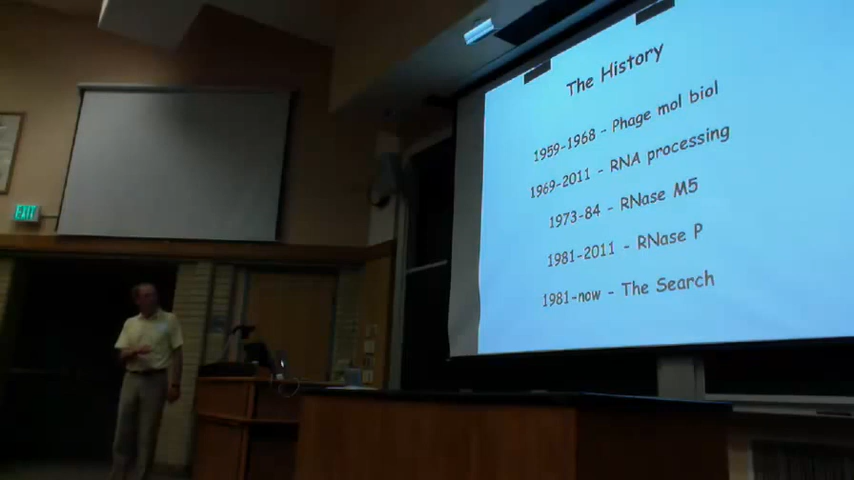 The History
1959-1968 - Phage mol biol
1969-2011 - RNA processing
1973-84 - RNase M5
1981-2011 - RNase P
1981-now - The Search
EXIT